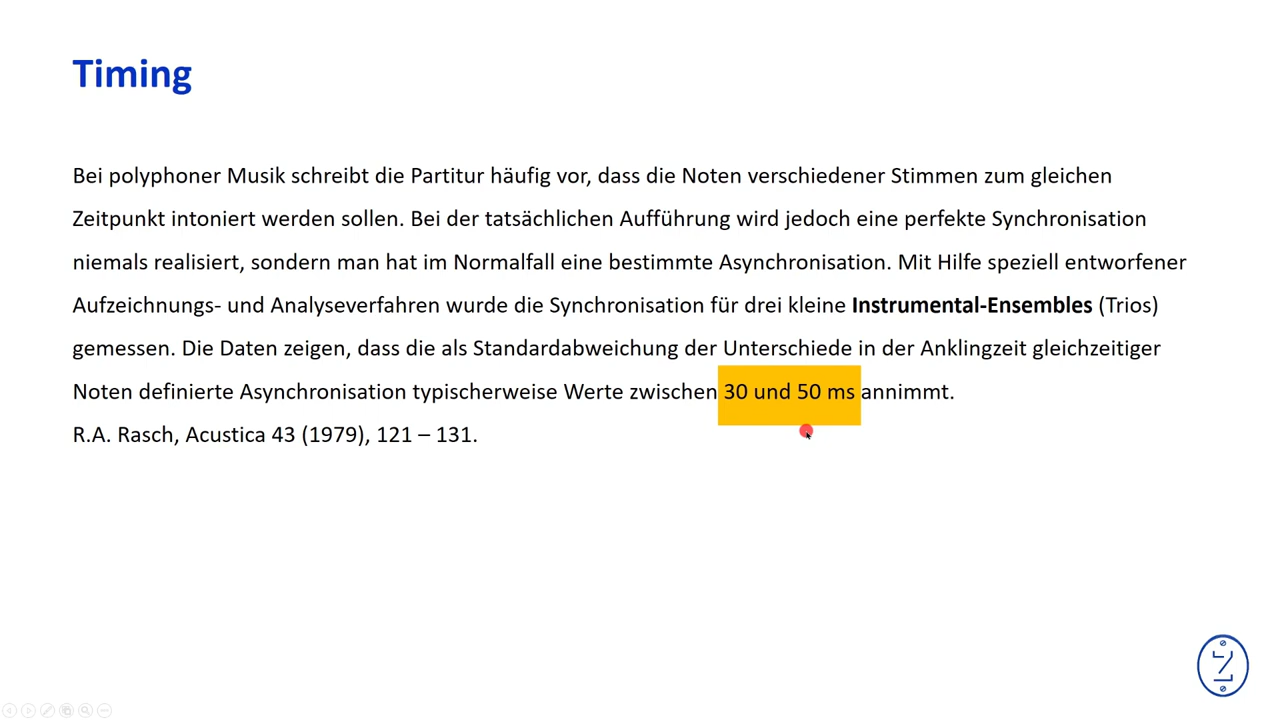 Timing
Bei polyphoner Musik schreibt die Partitur häufig vor, dass die Noten verschiedener Stimmen zum gleichen
Zeitpunkt intoniert werden sollen. Bei der tatsächlichen Aufführung wird jedoch eine perfekte Synchronisation
niemals realisiert, sondern man hat im Normalfall eine bestimmte Asynchronisation. Mit Hilfe speziell entworfener
Aufzeichnungs- und Analyseverfahren wurde die Synchronisation für drei kleine Instrumental-Ensembles (Trios)
gemessen. Die Daten zeigen, dass die als Standardabweichung der Unterschiede in der Anklingzeit gleichzeitiger
Noten definierte Asynchronisation typischerweise Werte zwischen 30 und 50 ms annimmt.
R.A. Rasch, Acustica 43 (1979), 121 – 131.